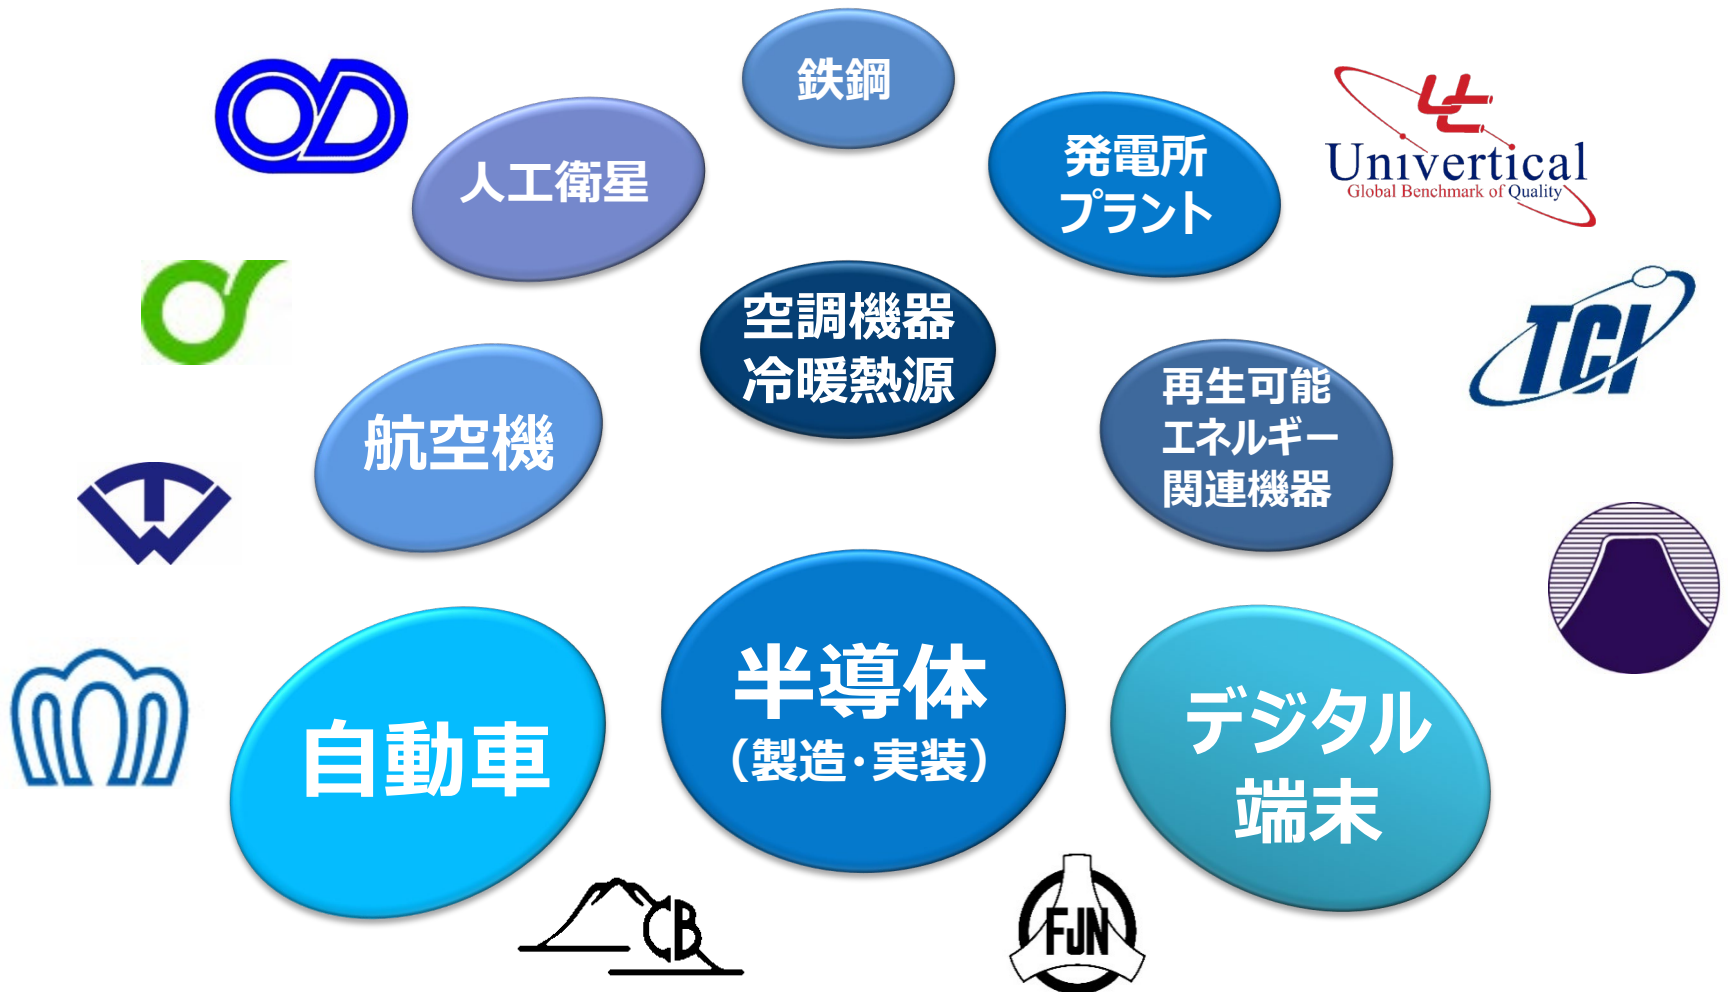 鉄鋼
人工衛星
発電所
プラント
Univertical
Global Benchmark of Quality
空調機器
冷暖熱源
TCI
航空機
再生可能
エネルギー
関連機器
自動車
半導体
（製造・実装）
デジタル
端末
CB
FJN